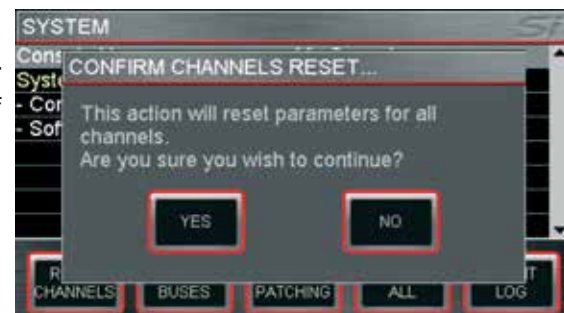 SYSTEM
CONFIRM CHANNELS RESET...
This action will reset parameters for all
channels.
Are you sure you wish to continue?
YES
NO
CHANNELS
BUSES
PATCHING
ALL
LOG